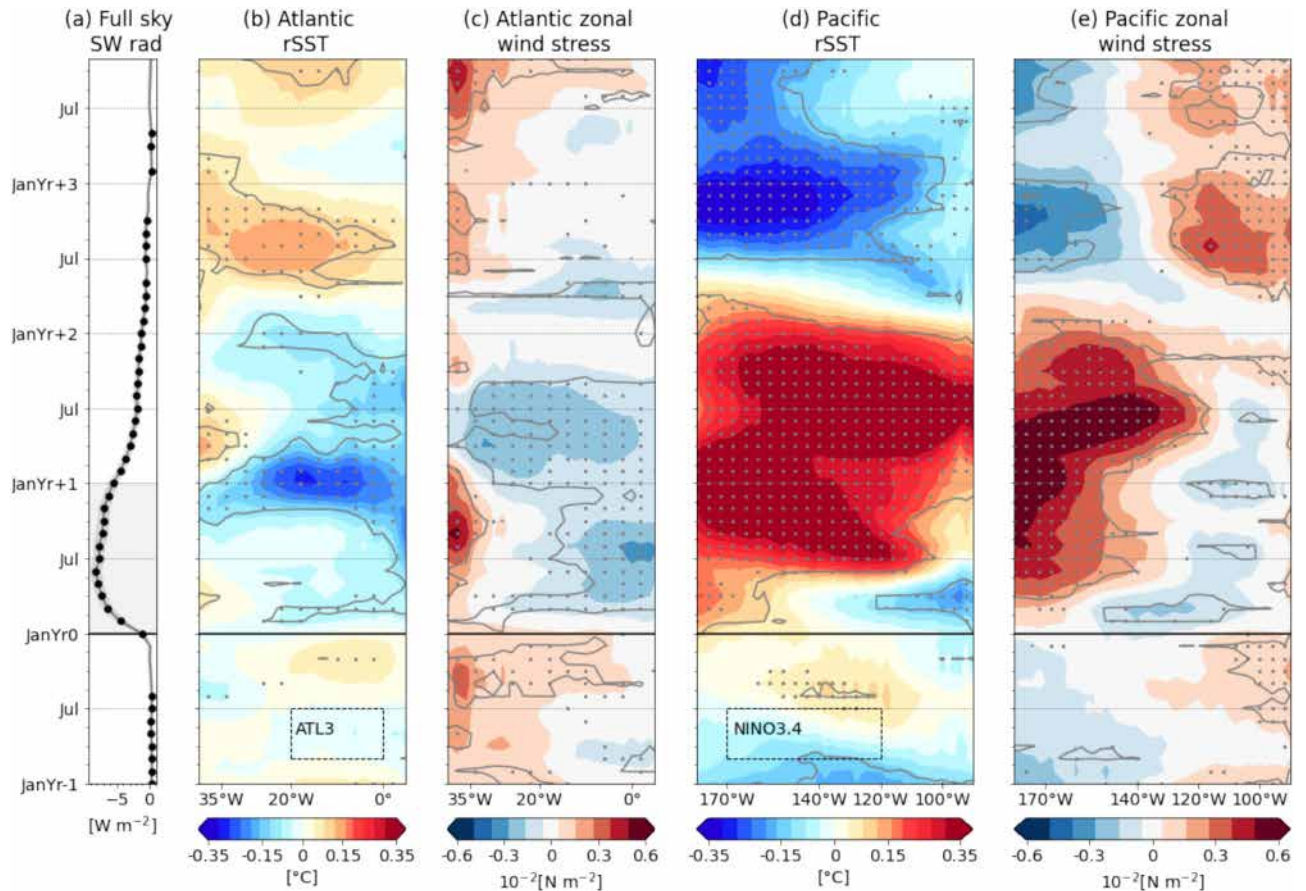 (a) Full sky
SW rad
(b) Atlantic
rSST
(c) Atlantic zonal
wind stress
(d) Pacific
rSST
(e) Pacific zonal
wind stress
Jul
JanYr+3
Jul
JanYr+2
Jul
JanYr+1
Jul
JanYr0
Jul
JanYr-1
ATL3
NINO3.4
−5 0
35°W 20°W 0°
35°W 20°W 0°
170°W 140°W 100°W
170°W 140°W 100°W
[W m⁻²]
-0.35 -0.15 0 0.15 0.35
[°C]
-0.6 -0.3 0 0.3 0.6
10⁻²[N m⁻²]
-0.35 -0.15 0 0.15 0.35
[°C]
-0.6 -0.3 0 0.3 0.6
10⁻²[N m⁻²]